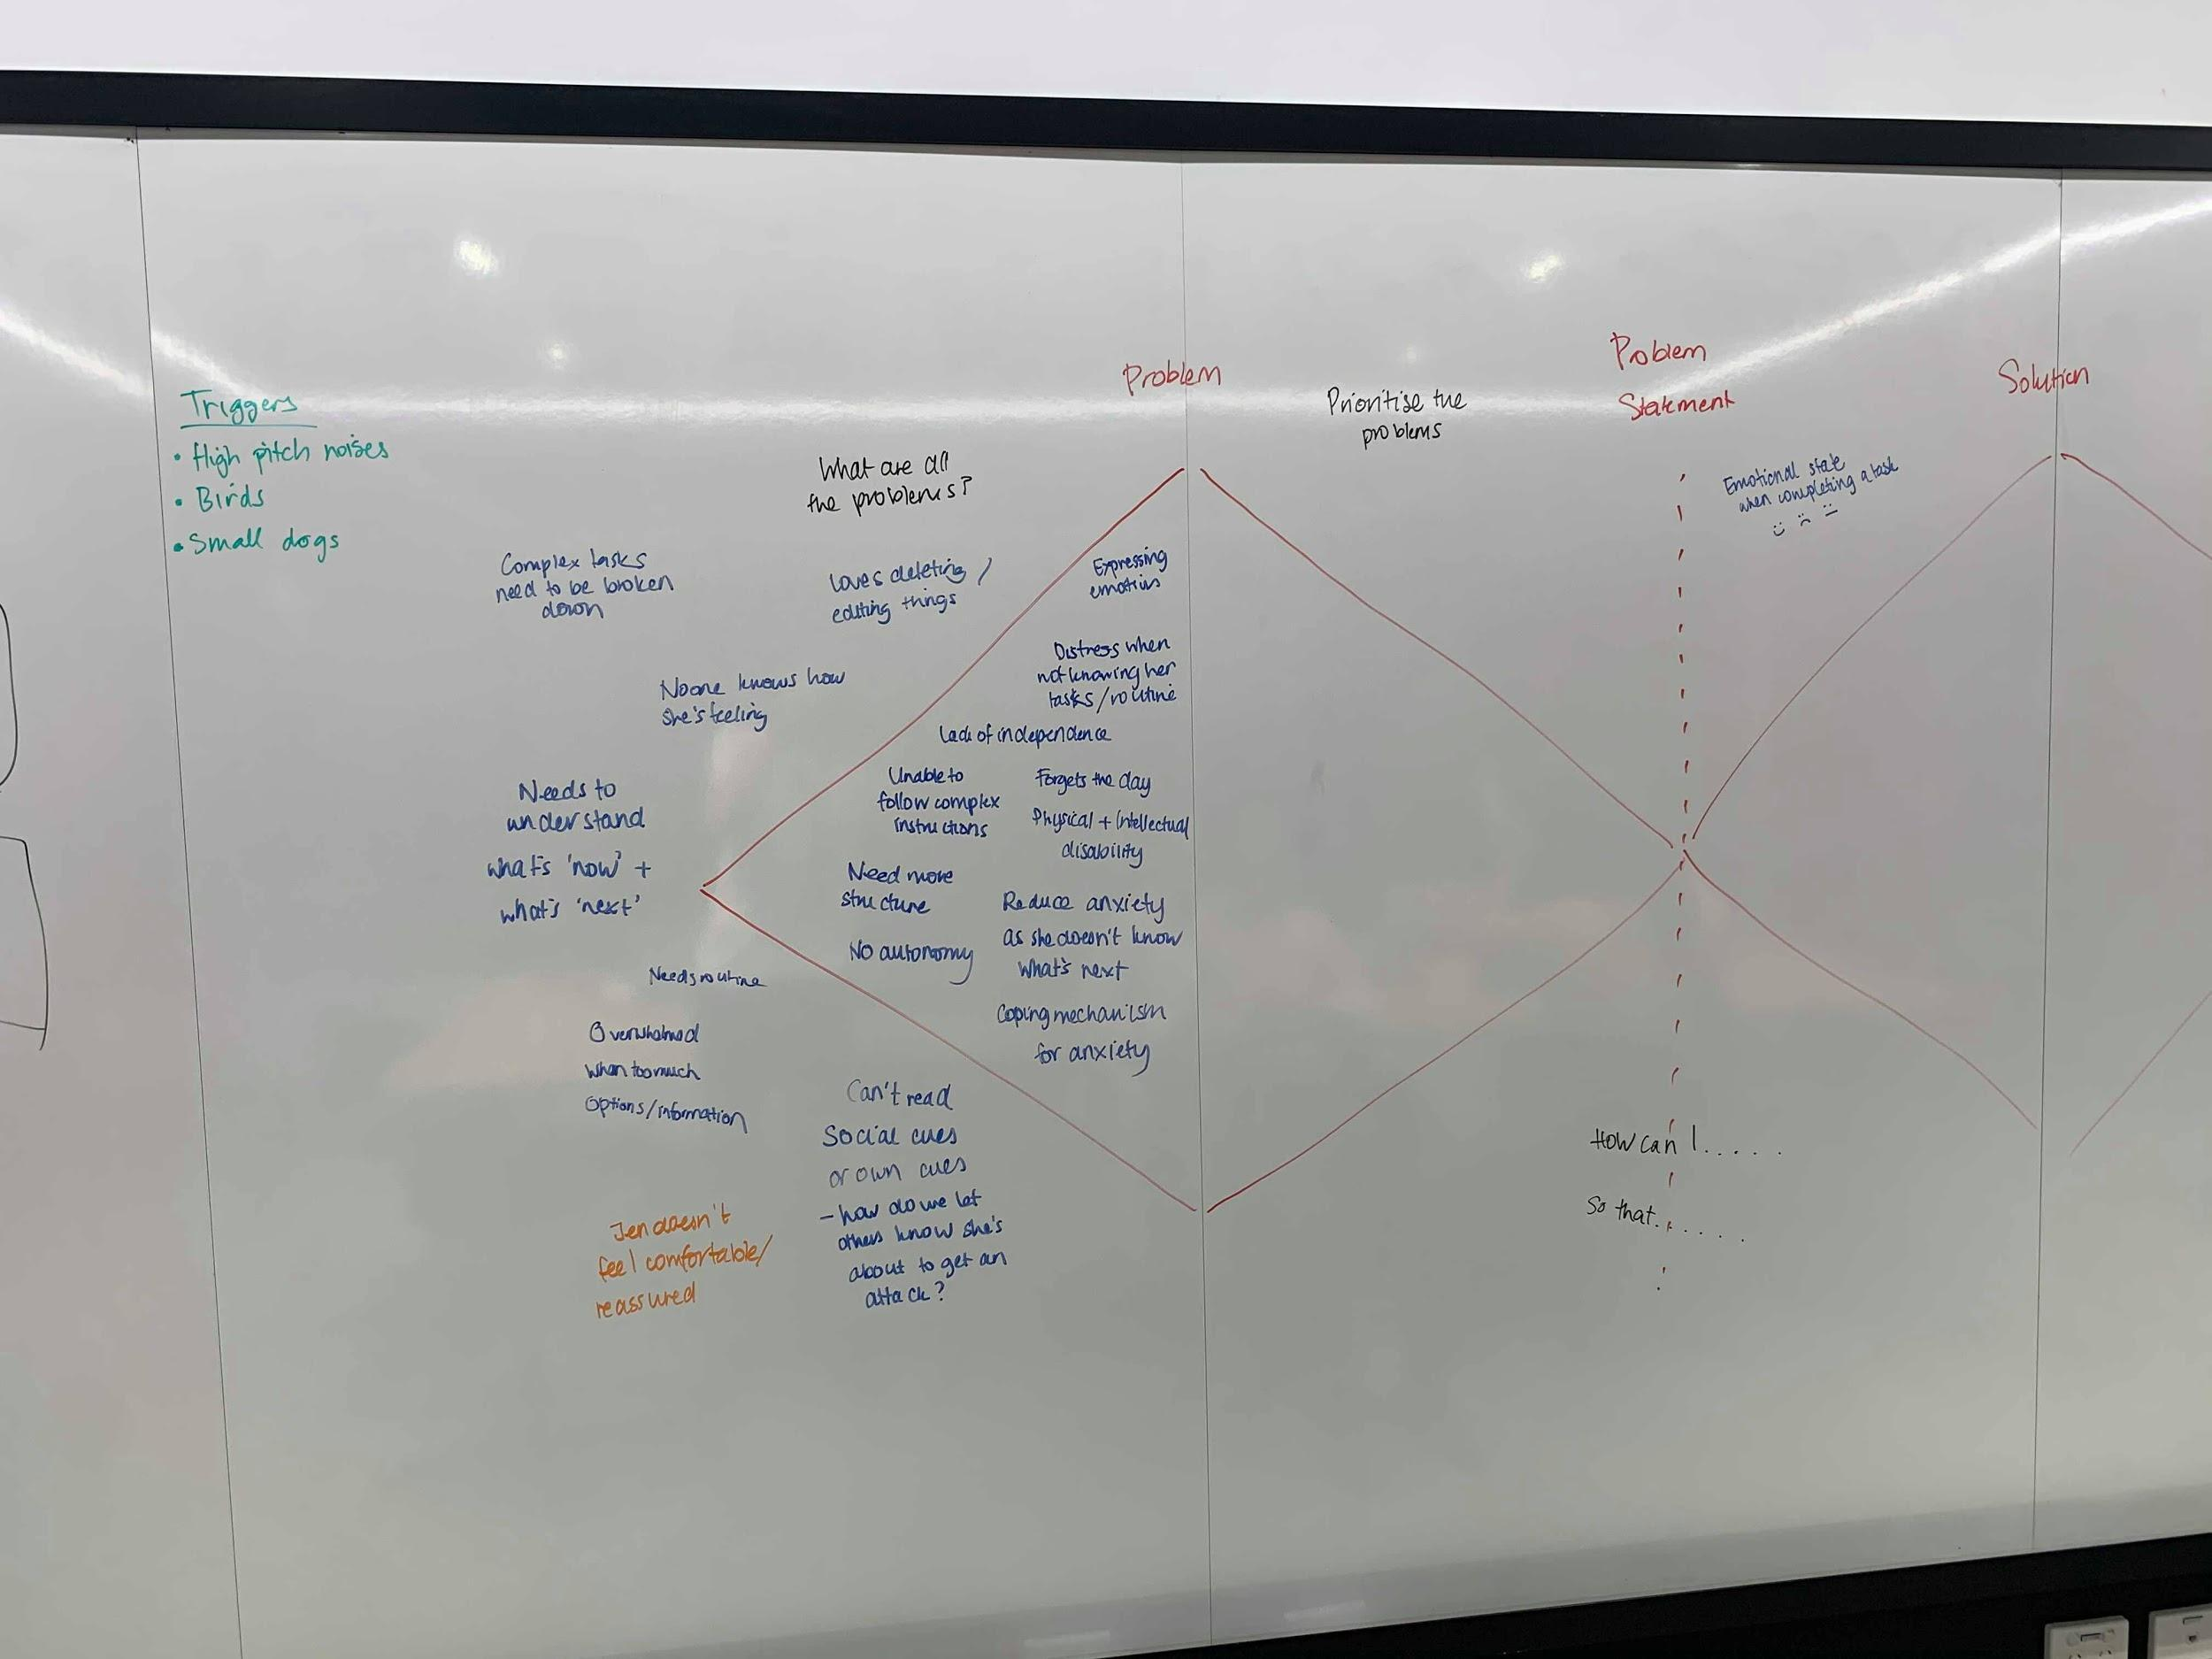 Triggers
• High pitch noises
• Birds
• Small dogs
What are all
the problems?
Complex tasks
need to be broken
down
Loves deleting /
editing things
Noone knows how
she's feeling
Needs to
understand
what's 'now' +
what's 'next'
Needs routine
Overwhelmed
When too much
Options/information
Jen doesn't
feel comfortable/
reassured
Problem
Expressing
emotions
Distress when
not knowing her
tasks/routine
Lack of independence
Unable to
follow complex
instructions
Forgets the day
Physical + Intellectual
disability
Need more
structure
No autonomy
Reduce anxiety
as she doesn't know
what's next
Coping mechanism
for anxiety
Can't read
Social cues
or own cues
- how do we let
others know she's
about to get an
attack?
Prioritise the
problems
Problem
Statement
Emotional state
when completing a task
How can I.....
So that......
Solution